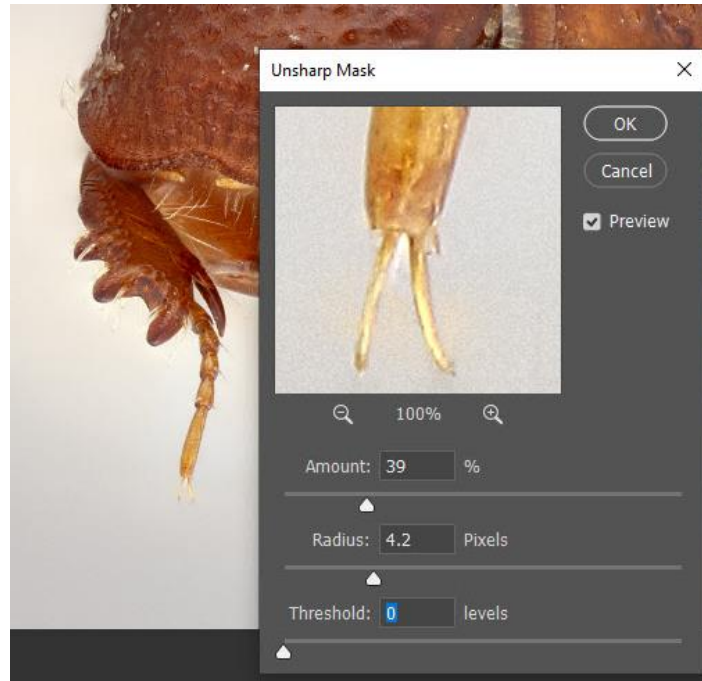 Unsharp Mask
OK
Cancel
Preview
100%
Amount: 39 %
Radius: 4.2 Pixels
Threshold: 0 levels